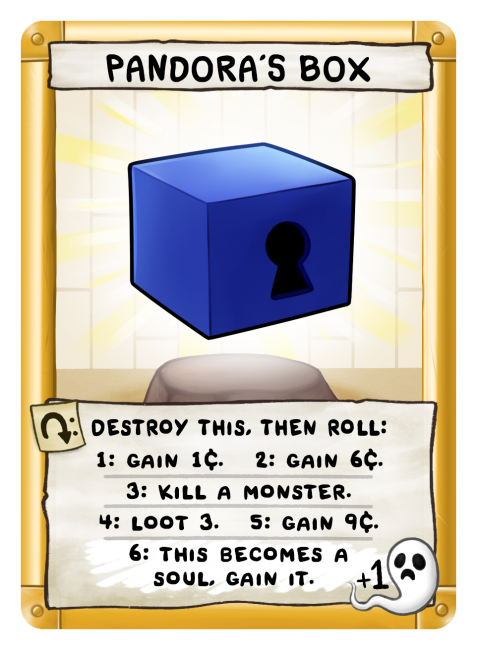 PANDORA'S BOX
DESTROY THIS, THEN ROLL:
1: GAIN 1¢. 2: GAIN 6¢.
3: KILL A MONSTER.
4: LOOT 3. 5: GAIN 9¢.
6: THIS BECOMES A
SOUL, GAIN IT.
+1